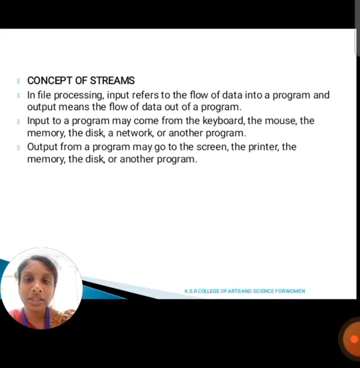 CONCEPT OF STREAMS
In file processing, input refers to the flow of data into a program and
output means the flow of data out of a program.
Input to a program may come from the keyboard, the mouse, the
memory, the disk, a network, or another program.
Output from a program may go to the screen, the printer, the
memory, the disk, or another program.
K.S.R COLLEGE OF ARTS AND SCIENCE FOR WOMEN